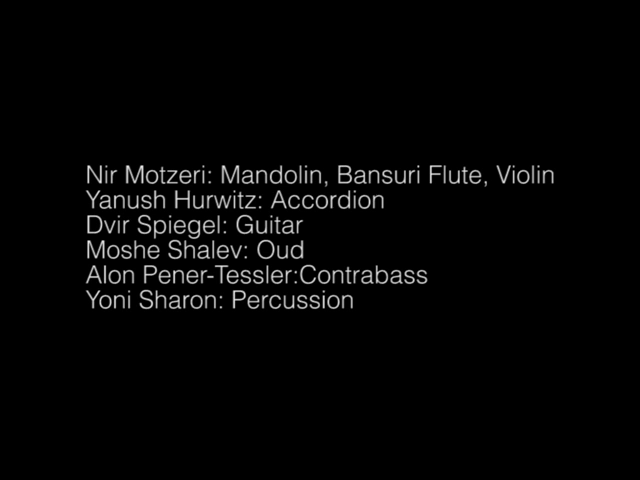 Nir Motzeri: Mandolin, Bansuri Flute, Violin
Yanush Hurwitz: Accordion
Dvir Spiegel: Guitar
Moshe Shalev: Oud
Alon Pener-Tessler:Contrabass
Yoni Sharon: Percussion